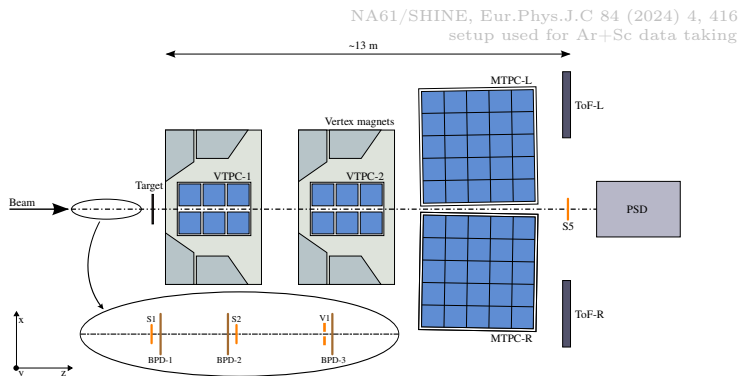 NA61/SHINE, Eur.Phys.J.C 84 (2024) 4, 416
setup used for Ar+Sc data taking
~13 m
MTPC-L
ToF-L
Vertex magnets
VTPC-1
VTPC-2
Target
Beam
PSD
S5
x
S1
S2
V1
ToF-R
MTPC-R
BPD-1
BPD-2
BPD-3
y
z